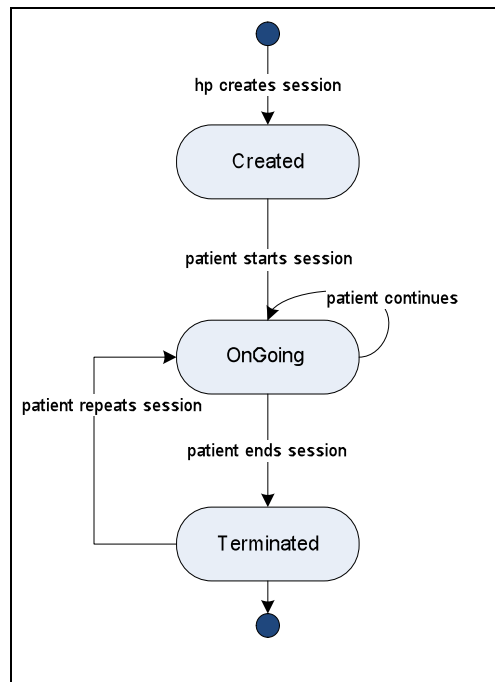 hp creates session
Created
patient starts session
patient continues
OnGoing
patient repeats session
patient ends session
Terminated